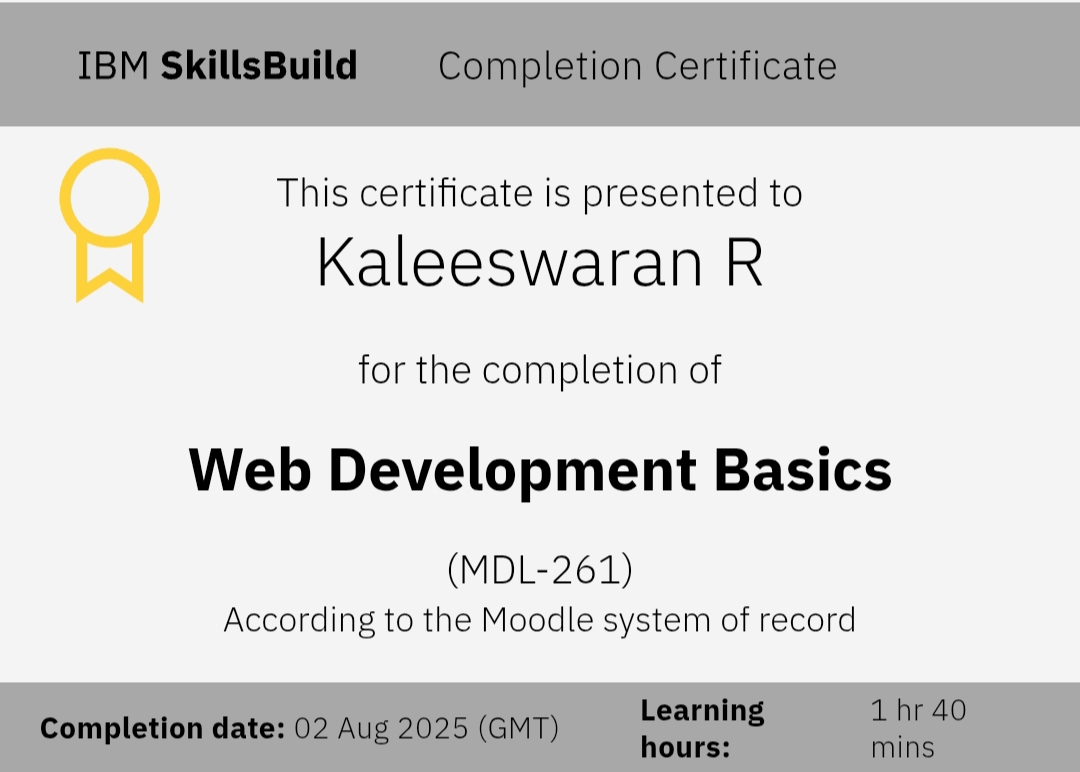 IBM SkillsBuild Completion Certificate
This certificate is presented to
Kaleeswaran R
for the completion of
Web Development Basics
(MDL-261)
According to the Moodle system of record
Completion date: 02 Aug 2025 (GMT)
Learning hours:
1 hr 40 mins